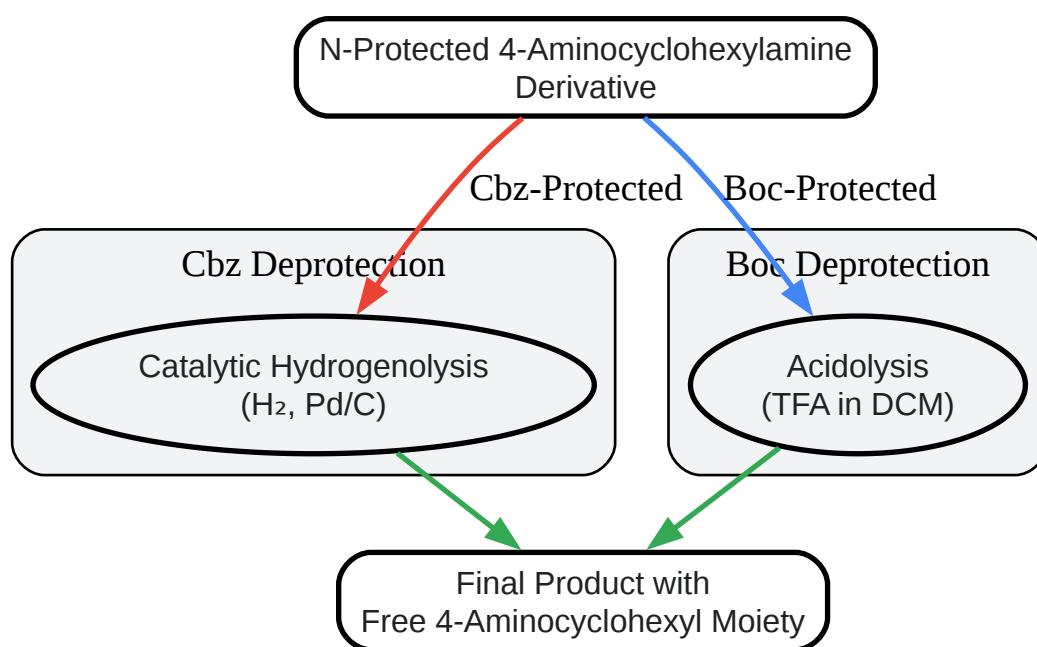 N-Protected 4-Aminocyclohexylamine
Derivative
Cbz-Protected
Boc-Protected
Cbz Deprotection
Boc Deprotection
Catalytic Hydrogenolysis
(H₂, Pd/C)
Acidolysis
(TFA in DCM)
Final Product with
Free 4-Aminocyclohexyl Moiety